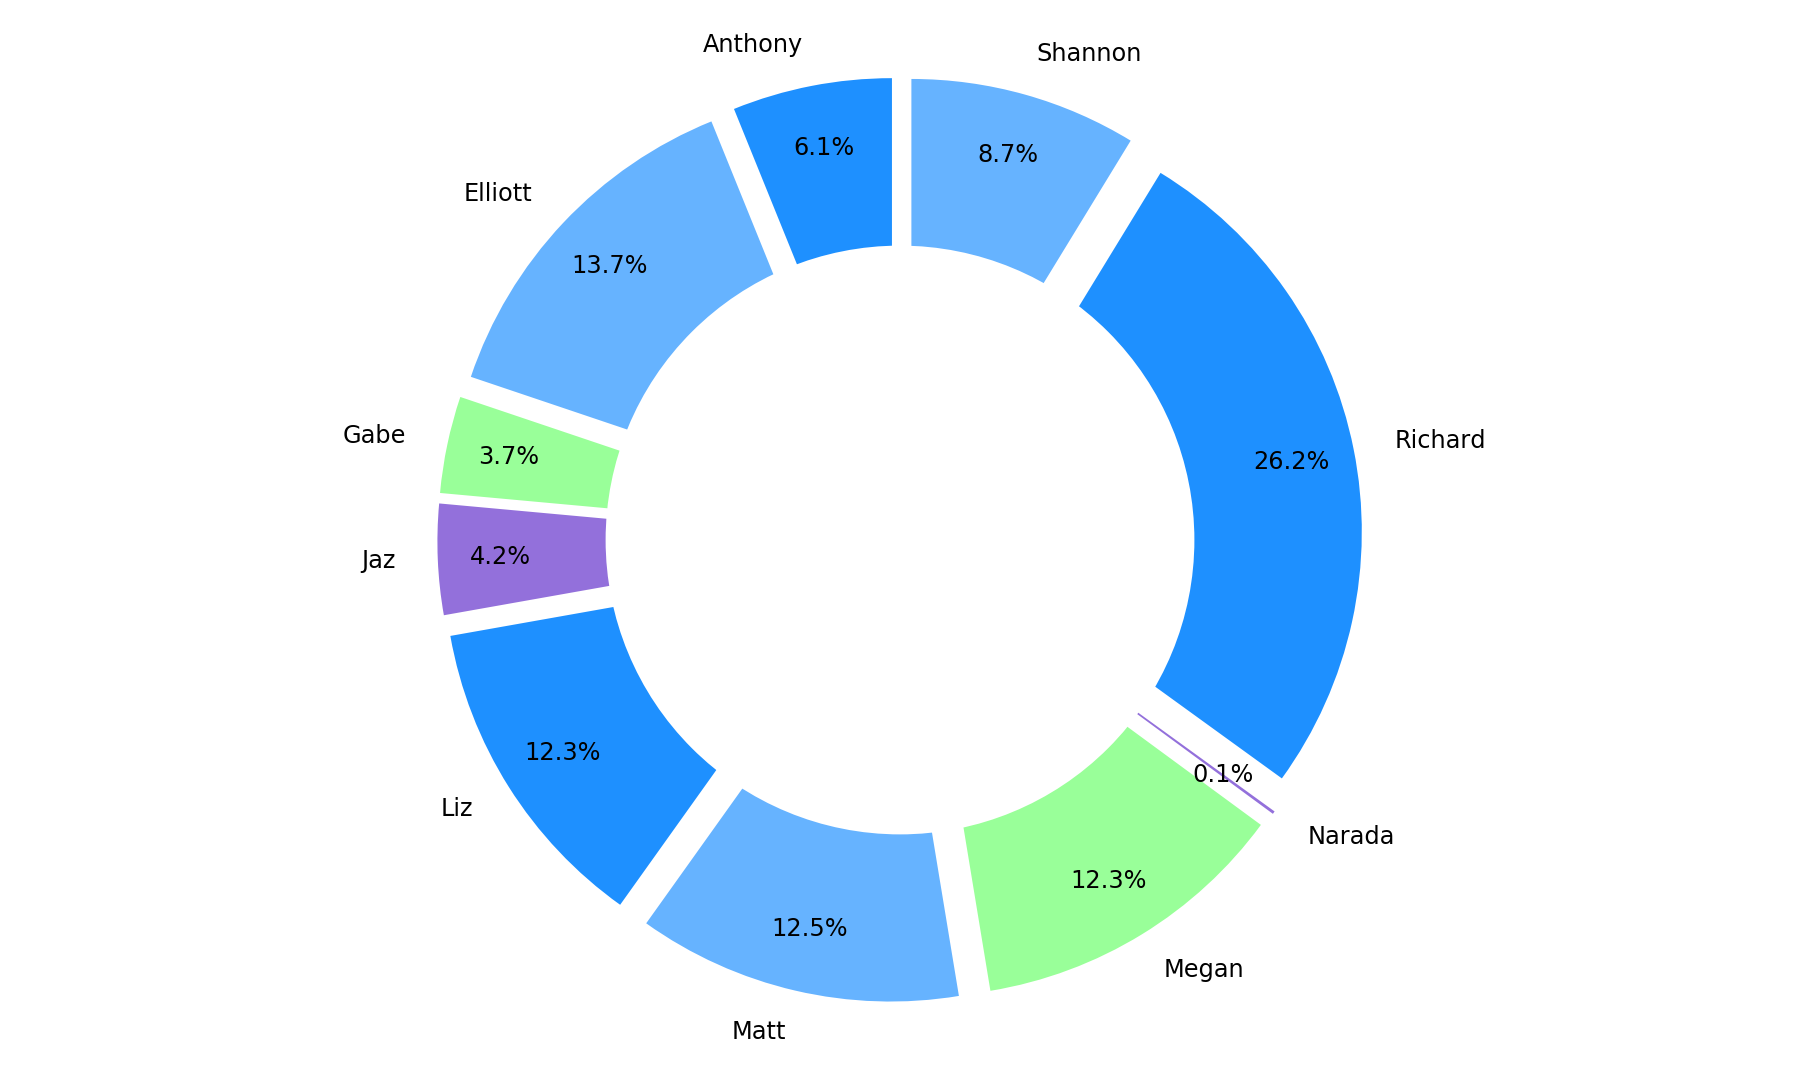 Anthony
Shannon
6.1%
8.7%
Elliott
13.7%
Gabe
3.7%
Richard
26.2%
Jaz
4.2%
Liz
12.3%
0.1%
Narada
12.3%
Megan
12.5%
Matt